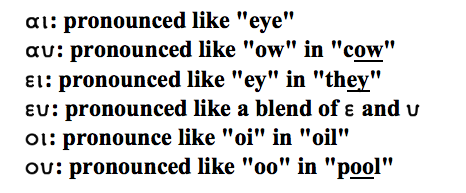 αι: pronounced like "eye"
αυ: pronounced like "ow" in "cow"
ει: pronounced like "ey" in "they"
ευ: pronounced like a blend of ε and υ
οι: pronounce like "oi" in "oil"
ου: pronounced like "oo" in "pool"